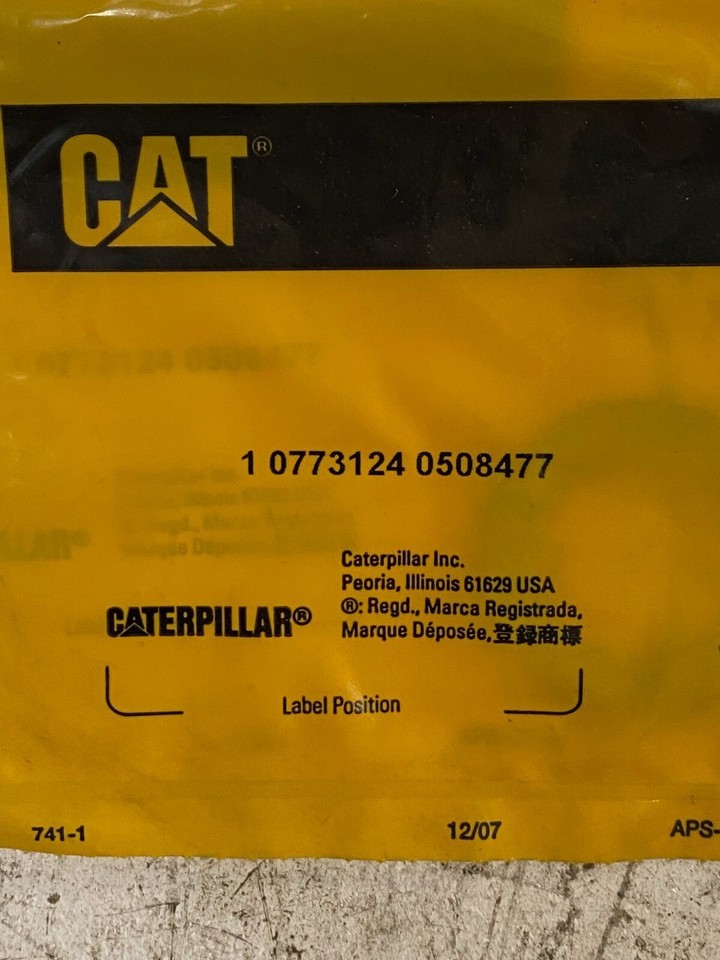 CAT®
1 0773124 0508477
Caterpillar Inc.
Peoria, Illinois 61629 USA
®: Regd., Marca Registrada,
Marque Déposée,登録商標
CATERPILLAR®
Label Position
741-1
12/07
APS-